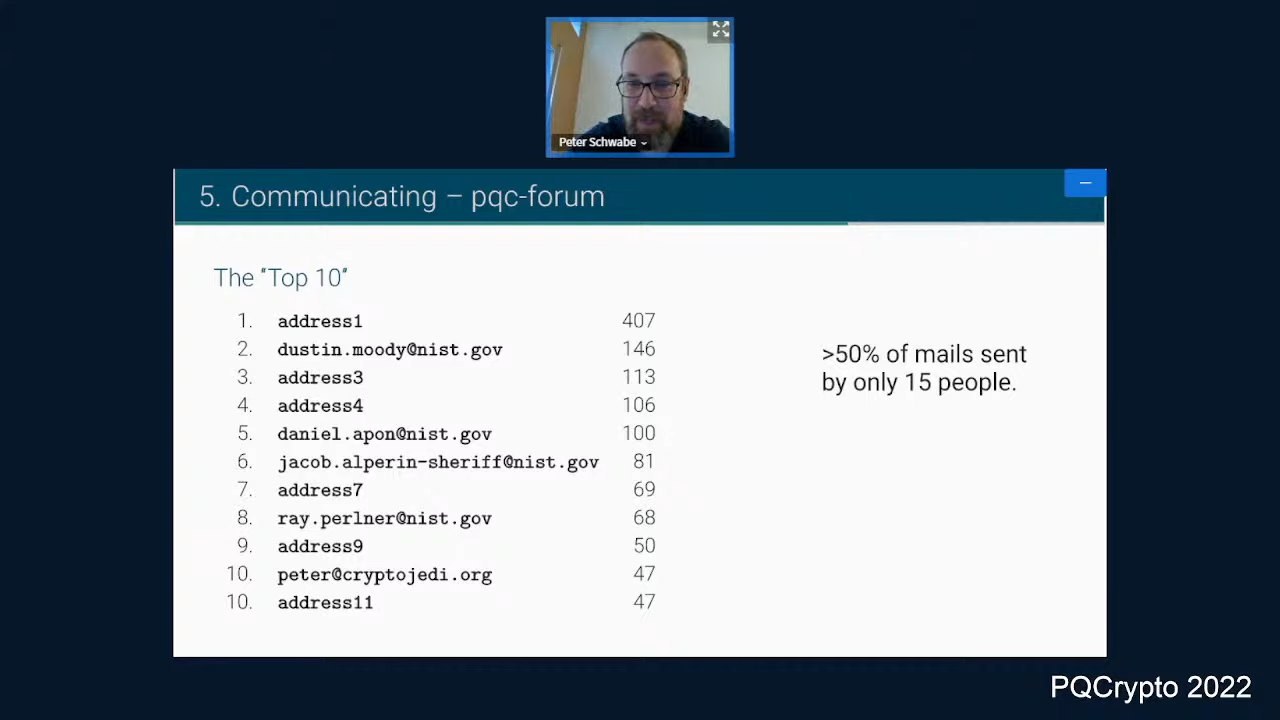 Peter Schwabe
5. Communicating – pqc-forum
The “Top 10”
1. address1 407
2. dustin.moody@nist.gov 146
3. address3 113
4. address4 106
5. daniel.apon@nist.gov 100
6. jacob.alperin-sheriff@nist.gov 81
7. address7 69
8. ray.perlner@nist.gov 68
9. address9 50
10. peter@cryptojedi.org 47
10. address11 47
>50% of mails sent
by only 15 people.
PQCrypto 2022